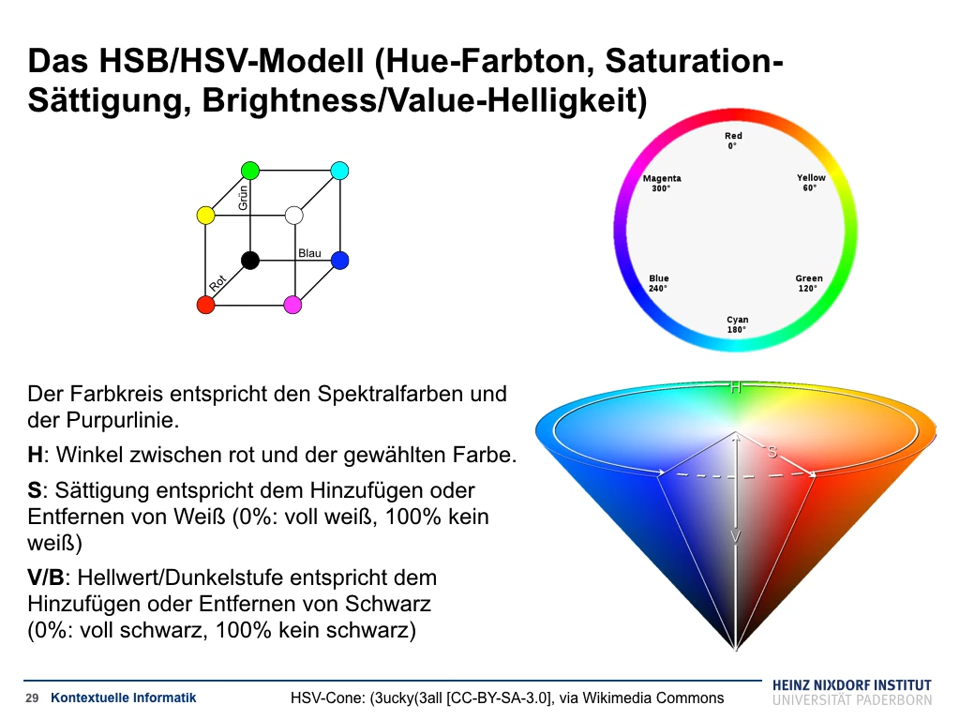 Das HSB/HSV-Modell (Hue-Farbton, Saturation-
Sättigung, Brightness/Value-Helligkeit)
Grün
Blau
Rot
Red
0°
Yellow
60°
Green
120°
Cyan
180°
Blue
240°
Magenta
300°
Der Farbkreis entspricht den Spektralfarben und
der Purpurlinie.
H: Winkel zwischen rot und der gewählten Farbe.
S: Sättigung entspricht dem Hinzufügen oder
Entfernen von Weiß (0%: voll weiß, 100% kein
weiß)
V/B: Hellwert/Dunkelstufe entspricht dem
Hinzufügen oder Entfernen von Schwarz
(0%: voll schwarz, 100% kein schwarz)
H
S
V
29 Kontextuelle Informatik
HSV-Cone: (3ucky(3all [CC-BY-SA-3.0], via Wikimedia Commons
HEINZ NIXDORF INSTITUT
UNIVERSITÄT PADERBORN